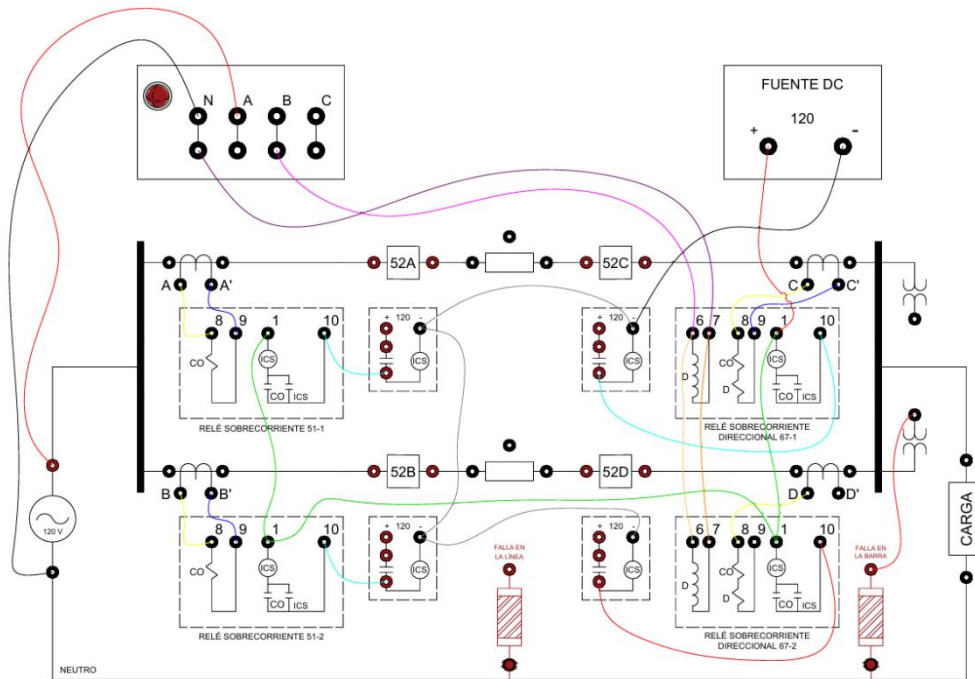 N A B C
FUENTE DC
+ 120 -
52A 52C
A A' C C'
8 9 1 10 + 120 - + 120 - 6 7 8 9 1 10
ICS ICS ICS ICS
CO D CO
CO ICS D CO ICS
RELÉ SOBRECORRIENTE 51-1 RELÉ SOBRECORRIENTE
DIRECCIONAL 67-1
52B 52D
B B' D D'
120 V CARGA
8 9 1 10 + 120 - + 120 - 6 7 8 9 1 10
FALLA EN
LA LÍNEA
FALLA EN
LA BARRA
ICS ICS ICS ICS
CO D CO
CO ICS D CO ICS
RELÉ SOBRECORRIENTE 51-2 RELÉ SOBRECORRIENTE
DIRECCIONAL 67-2
NEUTRO